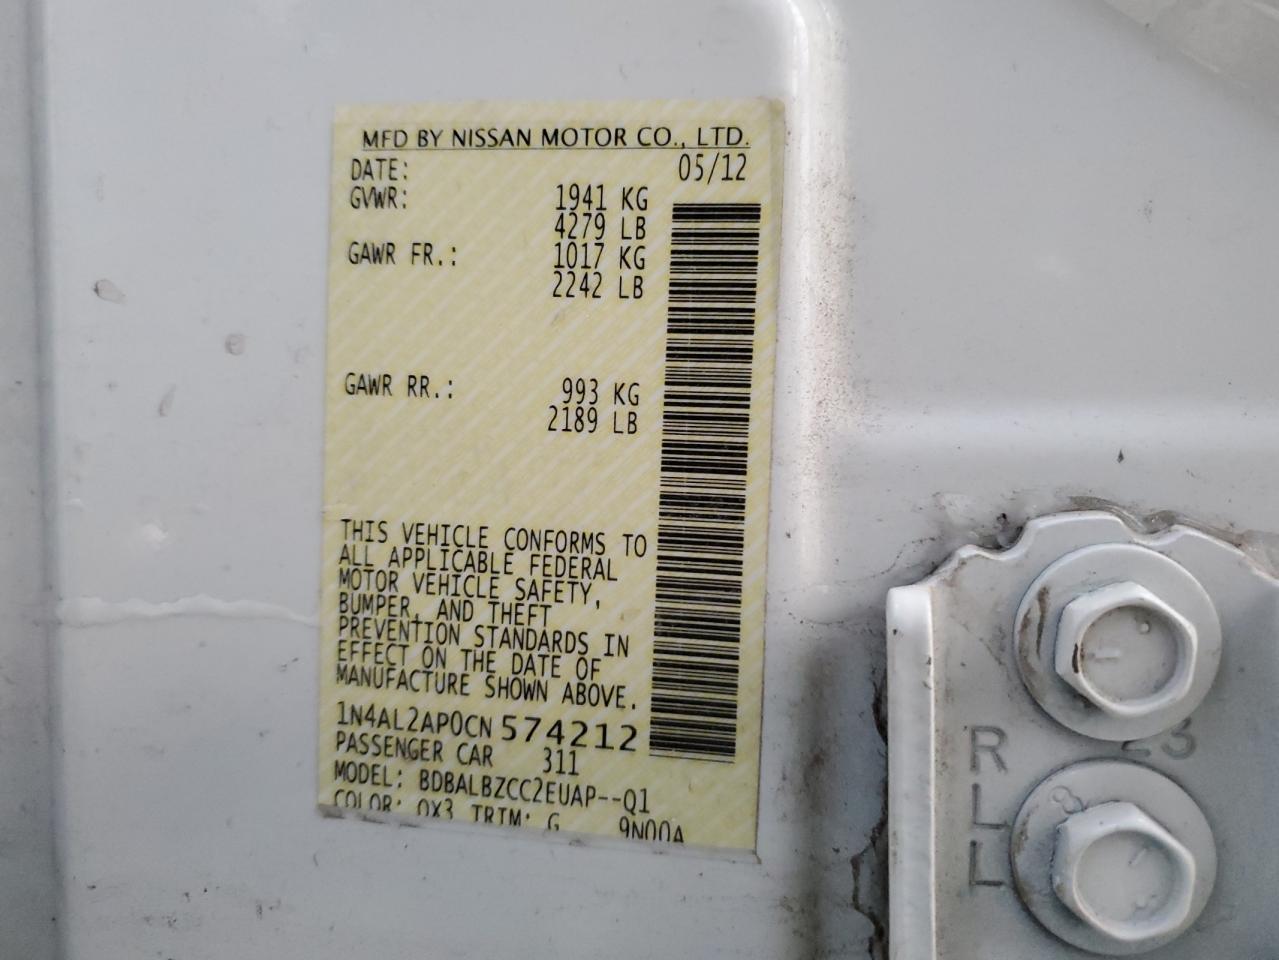 MFD BY NISSAN MOTOR CO., LTD.
DATE: 05/12
GVWR: 1941 KG
4279 LB
GAWR FR.: 1017 KG
2242 LB
GAWR RR.: 993 KG
2189 LB
THIS VEHICLE CONFORMS TO
ALL APPLICABLE FEDERAL
MOTOR VEHICLE SAFETY,
BUMPER, AND THEFT
PREVENTION STANDARDS IN
EFFECT ON THE DATE OF
MANUFACTURE SHOWN ABOVE.
1N4AL2AP0CN574212
PASSENGER CAR 311
MODEL: BDBALBZCC2EUAP--Q1
COLOR: QX3 TRIM: G 9N00A
R
L
L
23